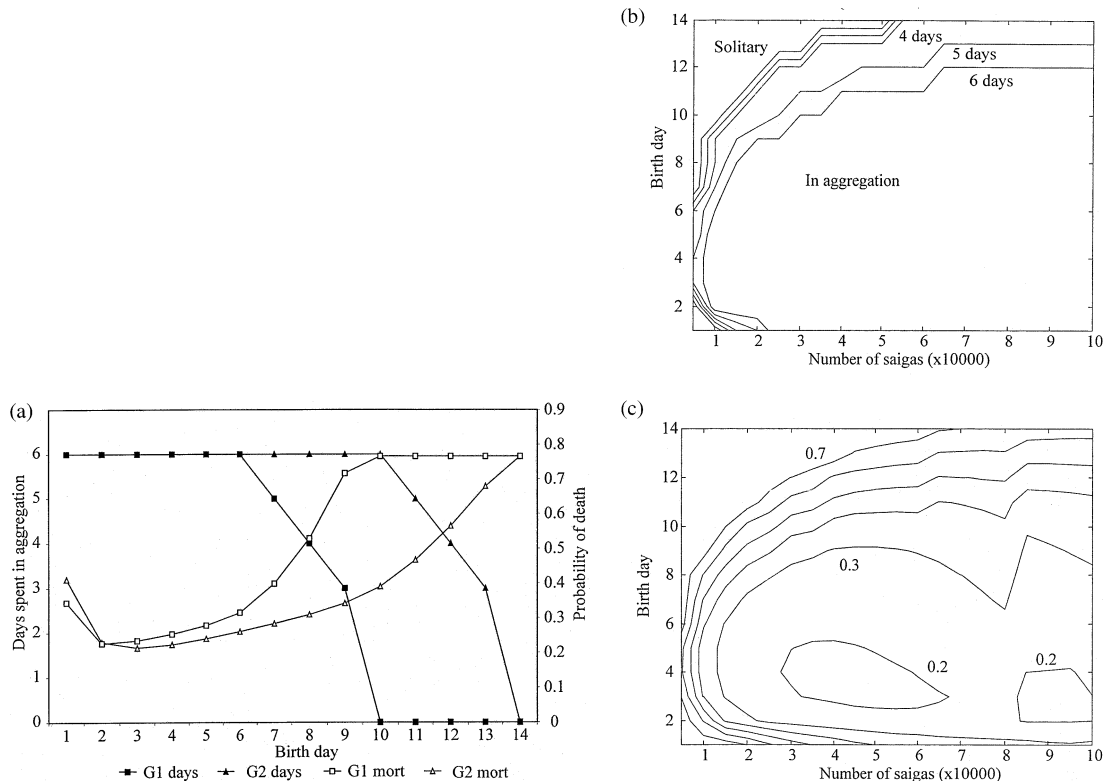 (b)
14
12
10
8
6
4
2
Birth day
Solitary
4 days
5 days
6 days
In aggregation
1 2 3 4 5 6 7 8 9 10
Number of saigas (x10000)
(a)
6
5
4
3
2
1
0
Days spent in aggregation
0.9
0.8
0.7
0.6
0.5
0.4
0.3
0.2
0.1
0
Probability of death
1 2 3 4 5 6 7 8 9 10 11 12 13 14
Birth day
G1 days G2 days G1 mort G2 mort
(c)
14
12
10
8
6
4
2
Birth day
0.7
0.3
0.2
0.2
1 2 3 4 5 6 7 8 9 10
Number of saigas (x10000)